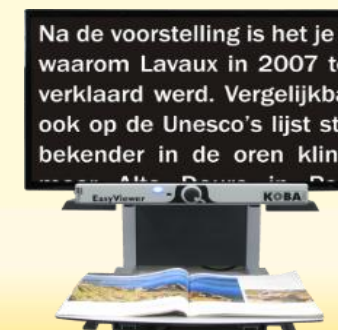 Na de voorstelling is het je
waarom Lavaux in 2007 t
verklaard werd. Vergelijkba
ook op de Unesco's lijst st
bekender in de oren klin
EasyViewer KOBA